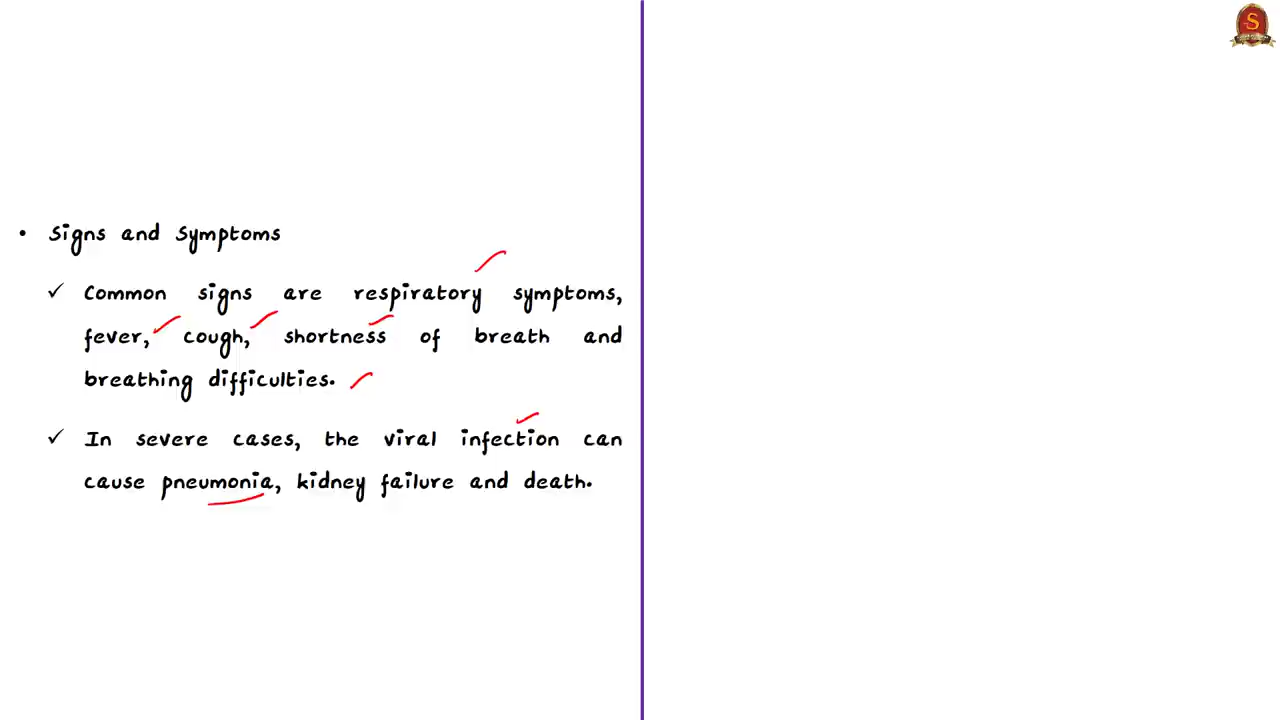 • Signs and Symptoms
✓ Common signs are respiratory symptoms,
fever, cough, shortness of breath and
breathing difficulties.
✓ In severe cases, the viral infection can
cause pneumonia, kidney failure and death.
S